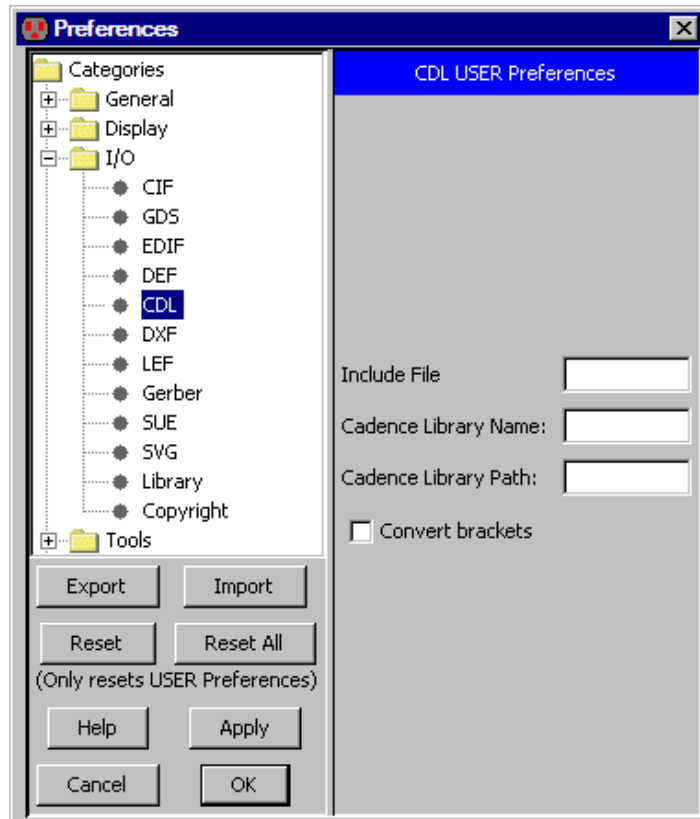 Preferences
Categories
General
Display
I/O
CIF
GDS
EDIF
DEF
CDL
DXF
LEF
Gerber
SUE
SVG
Library
Copyright
Tools
Export Import
Reset Reset All
(Only resets USER Preferences)
Help Apply
Cancel OK
CDL USER Preferences
Include File
Cadence Library Name:
Cadence Library Path:
Convert brackets